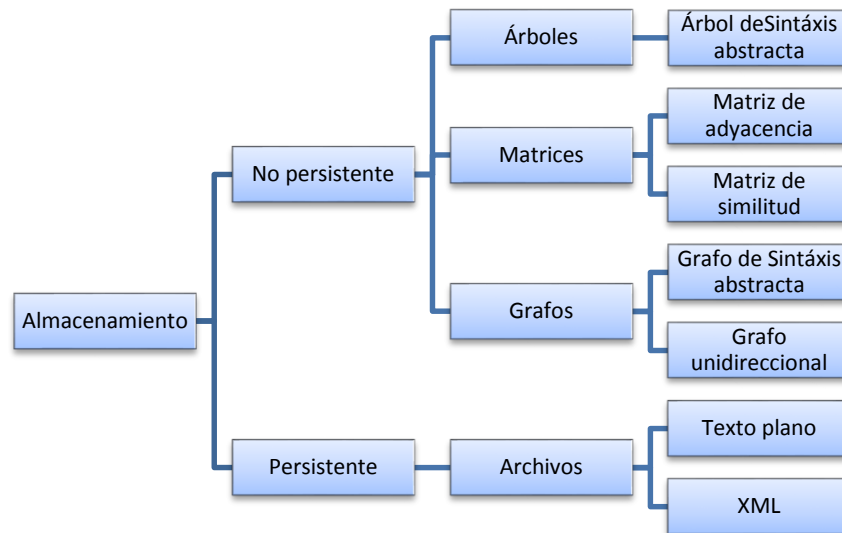 Árboles
Árbol deSintáxis
abstracta
Matriz de
adyacencia
Matrices
No persistente
Matriz de
similitud
Grafo de Sintáxis
abstracta
Almacenamiento
Grafos
Grafo
unidireccional
Texto plano
Persistente
Archivos
XML